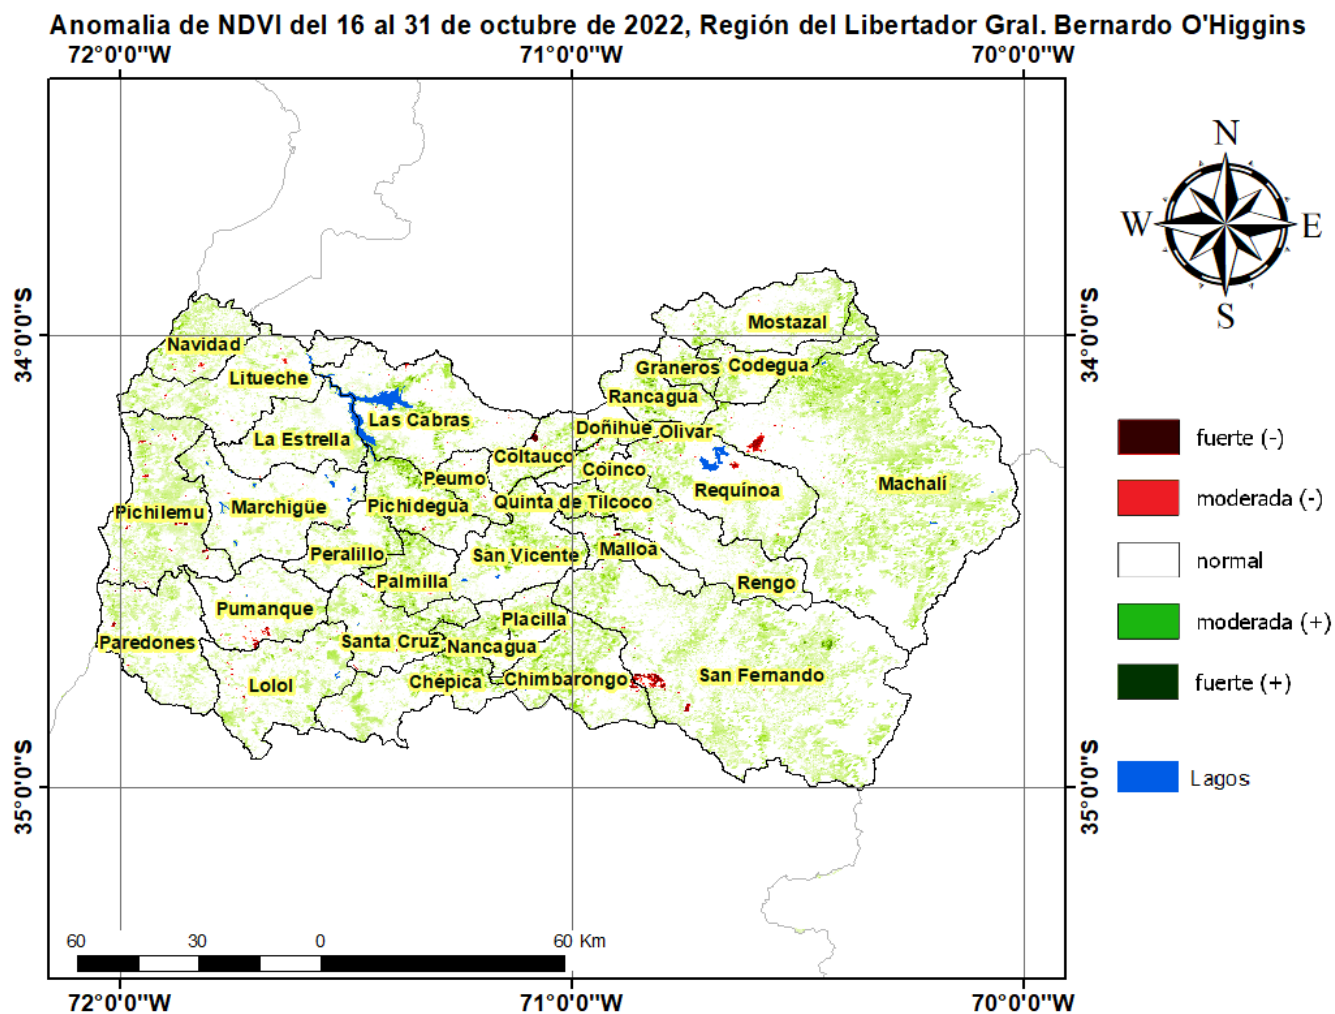 Anomalia de NDVI del 16 al 31 de octubre de 2022, Región del Libertador Gral. Bernardo O'Higgins
72°0'0"W 71°0'0"W 70°0'0"W
N
W E
S
34°0'0"S 34°0'0"S
Mostazal
Navidad
Graneros Codegua
Litueche
Rancagua
Las Cabras
Doñihue Olivar
La Estrella
Coltauco
Coinco
Peumo
Machalí
Requínoa
Quinta de Tilcoco
Pichidegua
Marchigüe
Pichilemu
Malloa
Peralillo
San Vicente
Palmilla
Rengo
Pumanque
Placilla
Paredones
Santa Cruz
Nancagua
San Fernando
Chimbarongo
Chépica
Lolol
fuerte (-)
moderada (-)
normal
moderada (+)
fuerte (+)
Lagos
35°0'0"S 35°0'0"S
60 30 0 60 Km
72°0'0"W 71°0'0"W 70°0'0"W